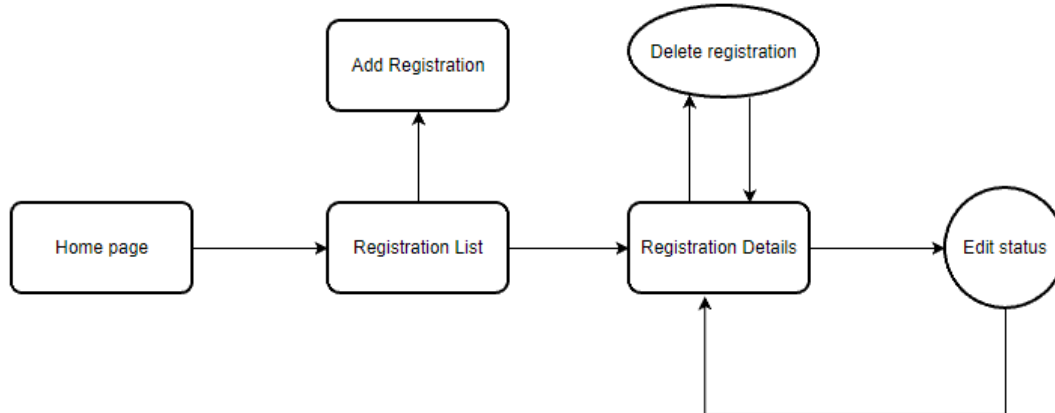 Add Registration
Delete registration
Home page
Registration List
Registration Details
Edit status